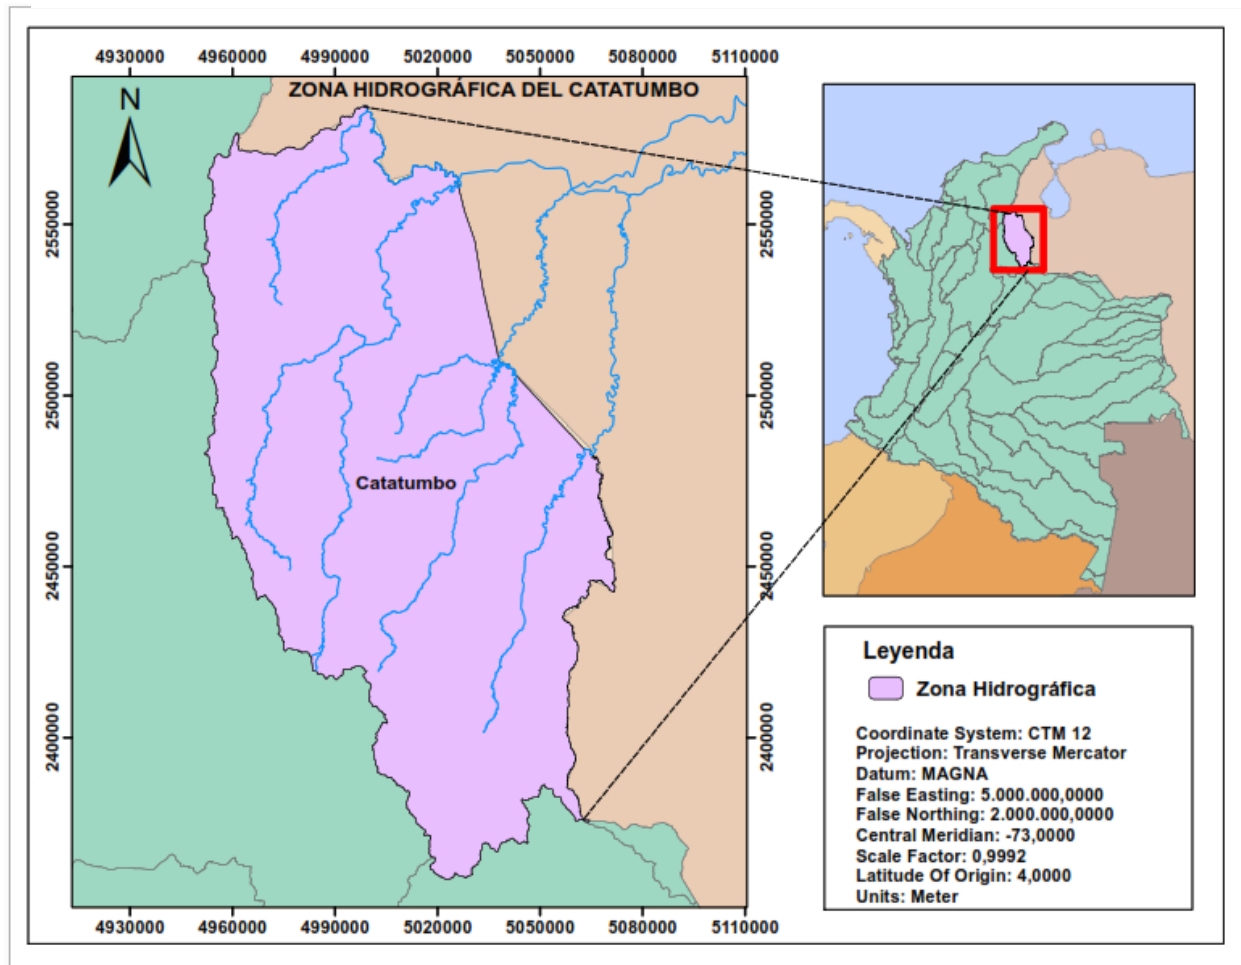 4930000 4960000 4990000 5020000 5050000 5080000 5110000
ZONA HIDROGRÁFICA DEL CATATUMBO
N
2550000
2550000
2500000
2500000
Catatumbo
2450000
2450000
2400000
2400000
4930000 4960000 4990000 5020000 5050000 5080000 5110000
Leyenda
Zona Hidrográfica
Coordinate System: CTM 12
Projection: Transverse Mercator
Datum: MAGNA
False Easting: 5.000.000,0000
False Northing: 2.000.000,0000
Central Meridian: -73,0000
Scale Factor: 0,9992
Latitude Of Origin: 4,0000
Units: Meter